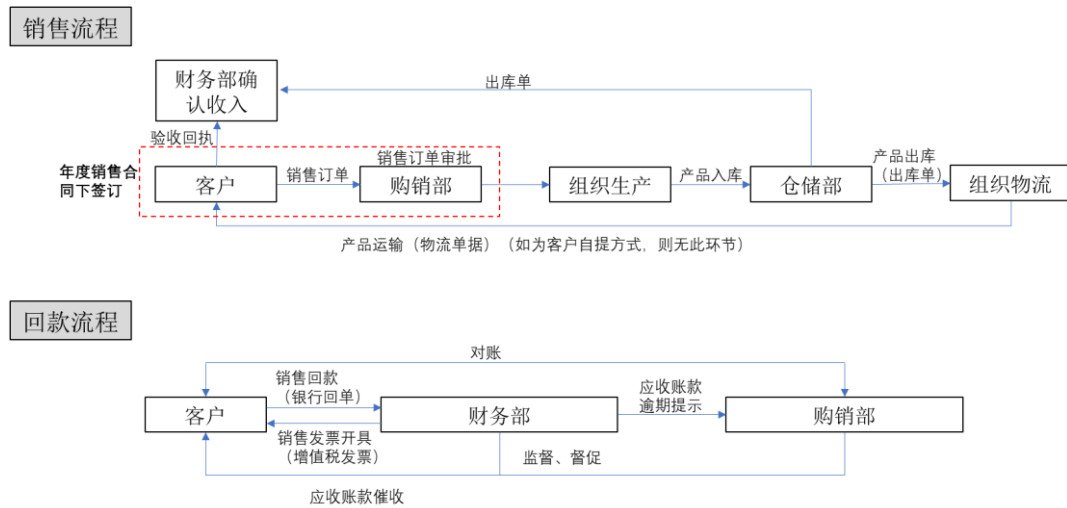 销售流程
财务部确
认收入
出库单
验收回执
年度销售合
同下签订
客户
销售订单
销售订单审批
购销部
组织生产
产品入库
仓储部
产品出库
(出库单)
组织物流
产品运输(物流单据)(如为客户自提方式,则无此环节)
回款流程
对账
客户
销售回款
(银行回单)
销售发票开具
(增值税发票)
财务部
应收账款
逾期提示
购销部
监督、督促
应收账款催收